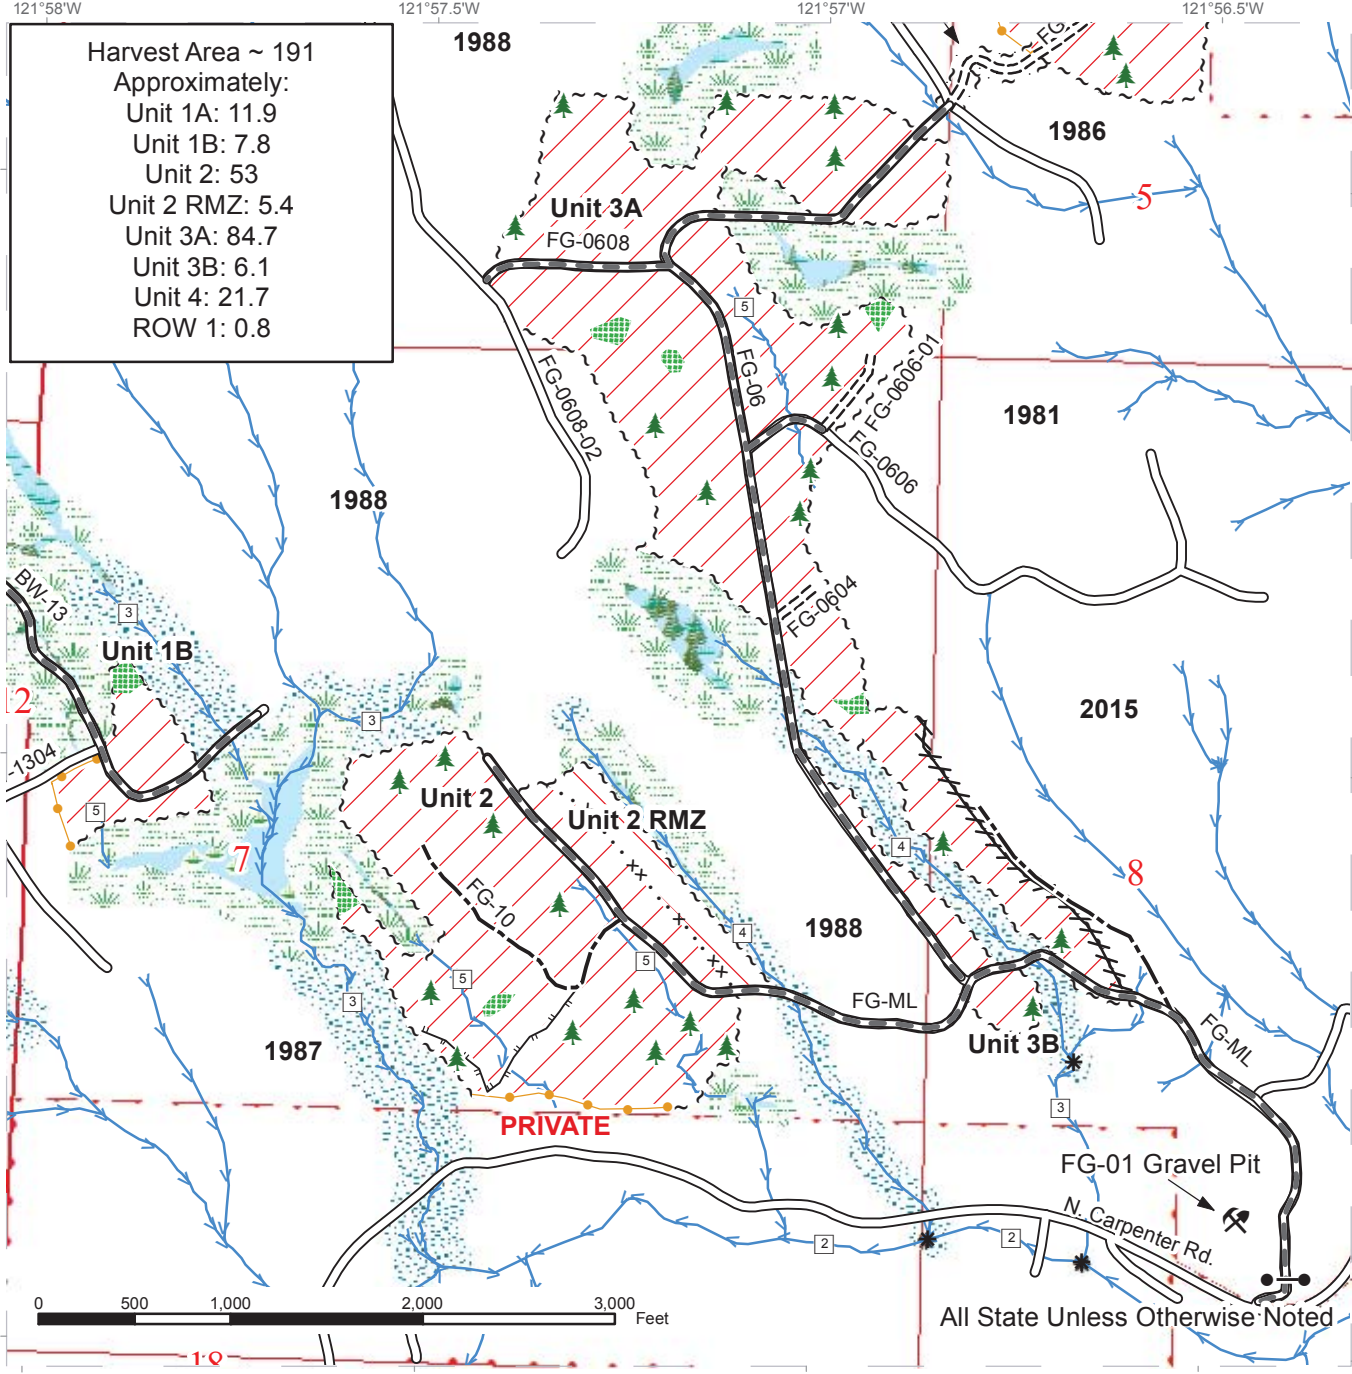 121°58'W
121°57.5'W
121°57'W
121°56.5'W
Harvest Area ~ 191
Approximately:
Unit 1A: 11.9
Unit 1B: 7.8
Unit 2: 53
Unit 2 RMZ: 5.4
Unit 3A: 84.7
Unit 3B: 6.1
Unit 4: 21.7
ROW 1: 0.8
1988
FG-
1986
5
Unit 3A
FG-0608
5
FG-06
FG-0606-01
FG-0608-02
1981
FG-0606
1988
BW-13
3
Unit 1B
FG-0604
12
3
2015
-1304
Unit 2
5
Unit 2 RMZ
7
4
8
FG-10
1988
4
5
5
3
FG-ML
1987
Unit 3B
FG-ML
3
PRIVATE
FG-01 Gravel Pit
N. Carpenter Rd.
2
2
0
500
1,000
2,000
3,000
Feet
All State Unless Otherwise Noted
18